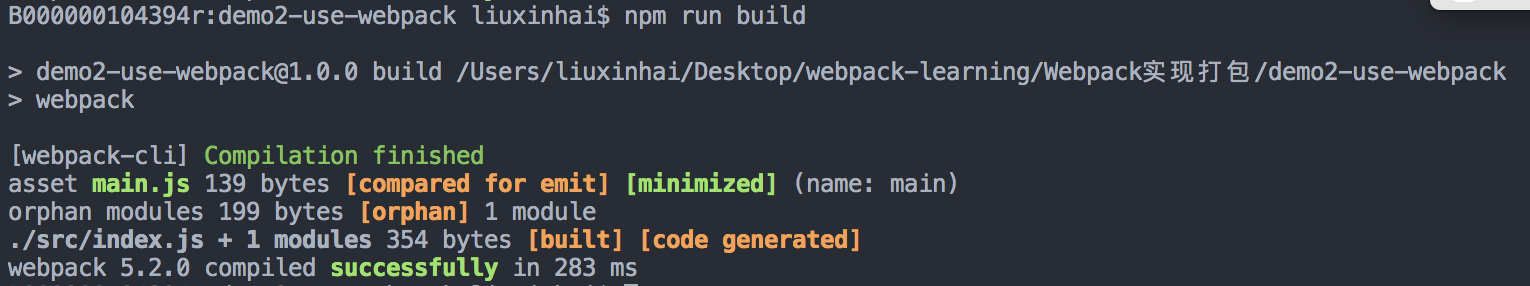 B000000104394r:demo2-use-webpack liuxinhai$ npm run build
> demo2-use-webpack@1.0.0 build /Users/liuxinhai/Desktop/webpack-learning/Webpack实现打包/demo2-use-webpack
> webpack
[webpack-cli] Compilation finished
asset main.js 139 bytes [compared for emit] [minimized] (name: main)
orphan modules 199 bytes [orphan] 1 module
./src/index.js + 1 modules 354 bytes [built] [code generated]
webpack 5.2.0 compiled successfully in 283 ms